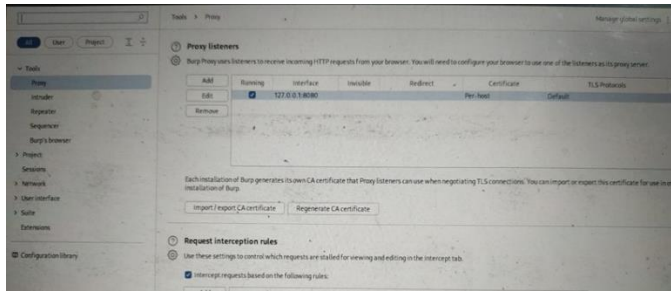 Tools > Proxy
Manage global settings
All
User
Project
Proxy listeners
Burp Proxy uses listeners to receive incoming HTTP requests from your browser. You will need to configure your browser to use one of the listeners as its proxy server.
Tools
Proxy
Intruder
Repeater
Sequencer
Burp's browser
Project
Sessions
Network
User interface
Suite
Extensions
Configuration library
Add
Edit
Remove
Running Interface Invisible Redirect Certificate TLS Protocols
127.0.0.1:8080 Per-host Default
Each installation of Burp generates its own CA certificate that Proxy listeners can use when negotiating TLS connections. You can import or export this certificate for use in
installation of Burp.
Import / export CA certificate
Regenerate CA certificate
Request interception rules
Use these settings to control which requests are stalled for viewing and editing in the Intercept tab.
Intercept requests based on the following rules: